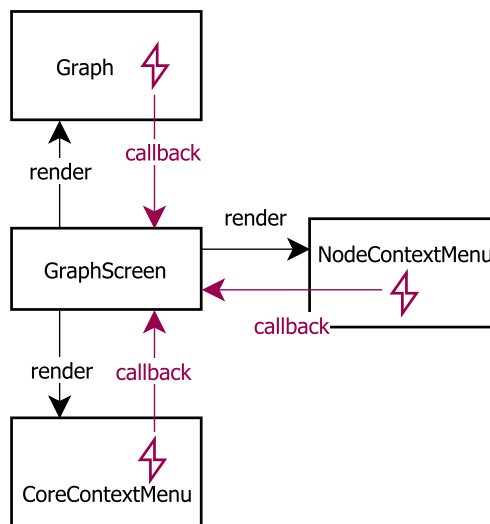 Graph
callback
render
render
GraphScreen
NodeContextMenu
callback
render
callback
CoreContextMenu